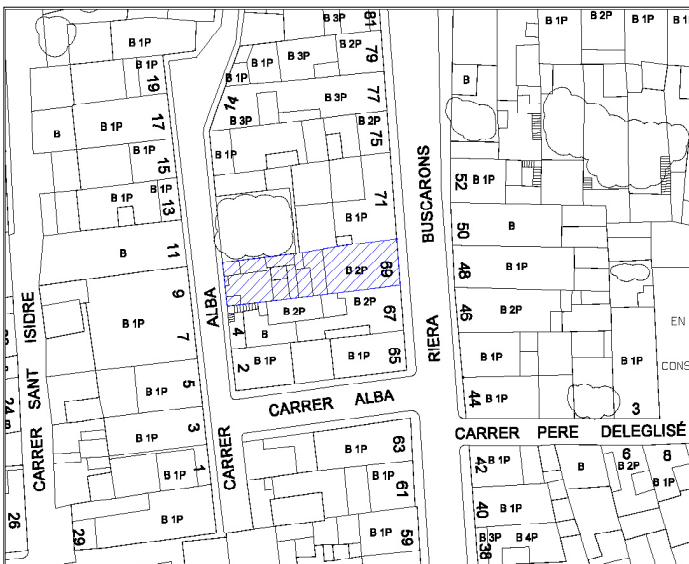 B 3P
81
B 1P
B 2P
B 1P
B 1
B 1P
B 2P
79
B 1P
B 3P
B 1P
19
B 1P
B
77
B 3P
14
17
B 1P
B
B 3P
B 2P
75
15
B 1P
B 1P
52
B 1P
13
B 1P
B 1P
71
B 1P
BUSCARONS
50
B
11
B
48
B 1P
B 2P
69
9
ALBA
CARRER SANT ISIDRE
B 1P
7
4
B
B 2P
B 2P
67
46
B 2P
EN
RIERA
2
B 1P
B 1P
65
B 1P
B 1P
CONS
5
B 1P
24
B
CARRER ALBA
44
B 1P
3
3
B 1P
CARRER
63
B 1P
CARRER PERE DELEGLISÉ
1
B 1P
61
B 1P
42
B 1P
B
6
B 2P
8
B 1P
26
29
B 1P
59
B 1P
40
B 1P
38
B 3P
B 4P